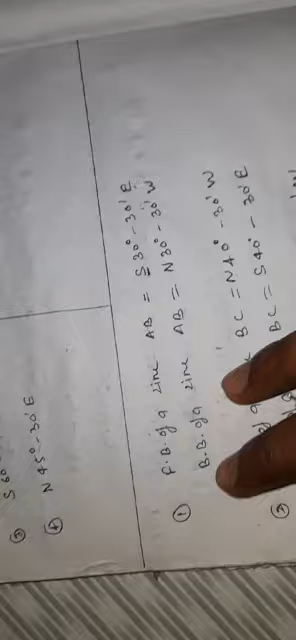 ③ S 60°
④ N 45° - 30' E
① F.B. of a line AB = S 30° - 30' E
B.B. of a line AB = N 30° - 30' W
② BC = N 40° - 30' W
BC = S 40° - 30' E